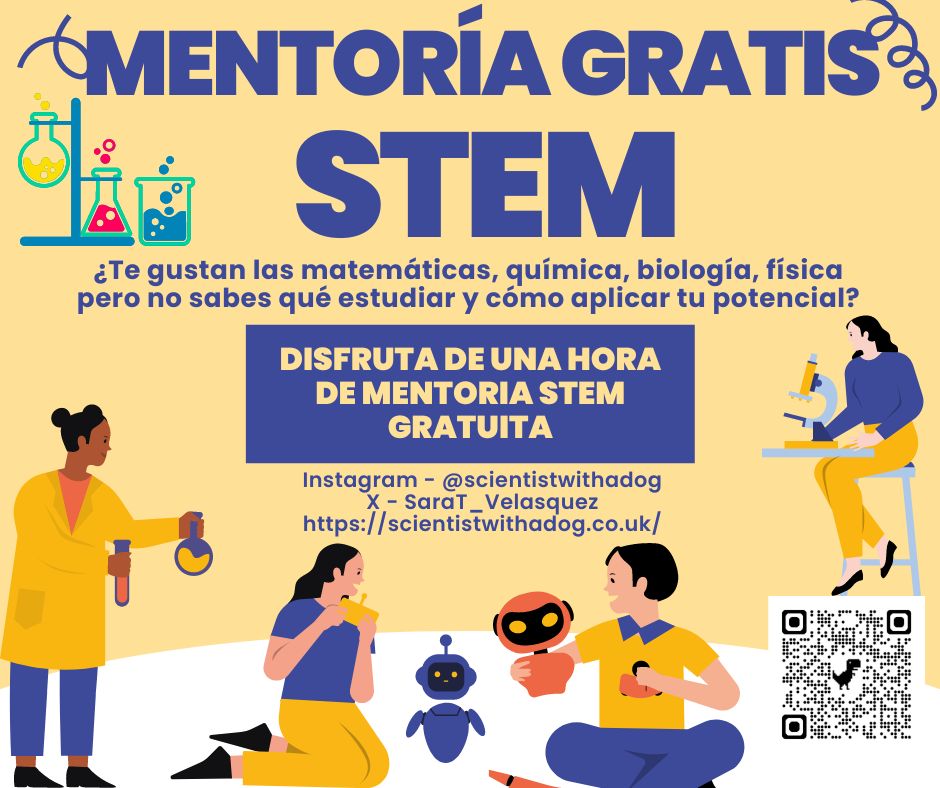 MENTORÍA GRATIS
STEM
¿Te gustan las matemáticas, química, biología, física
pero no sabes qué estudiar y cómo aplicar tu potencial?
DISFRUTA DE UNA HORA
DE MENTORIA STEM
GRATUITA
Instagram - @scientistwithadog
X - SaraT_Velasquez
https://scientistwithadog.co.uk/